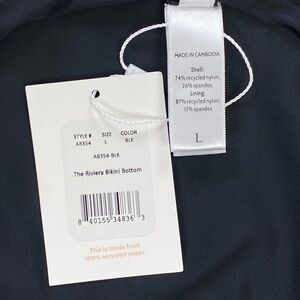 MADE IN CAMBODIA
Shell:
74% recycled nylon,
26% spandex
Lining:
87% recycled nylon,
13% spandex
L
STYLE # SIZE COLOR
AB354 L BLK
AB354-BLK
The Riviera Bikini Bottom
8 40155 34836 3
This is made from
100% recycled paper.